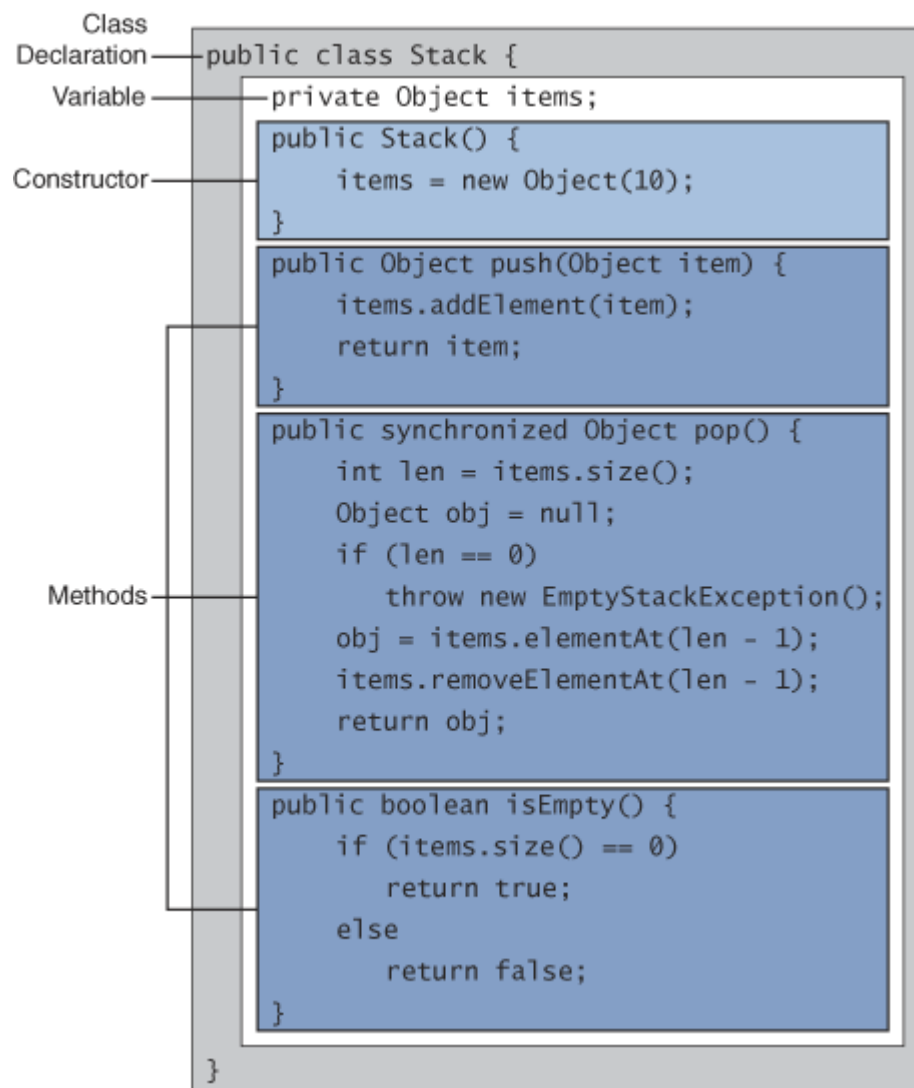 Class
Declaration
public class Stack {
Variable
private Object items;
public Stack() {
Constructor
items = new Object(10);
}
public Object push(Object item) {
items.addElement(item);
return item;
}
public synchronized Object pop() {
int len = items.size();
Object obj = null;
if (len == 0)
Methods
throw new EmptyStackException();
obj = items.elementAt(len - 1);
items.removeElementAt(len - 1);
return obj;
}
public boolean isEmpty() {
if (items.size() == 0)
return true;
else
return false;
}
}